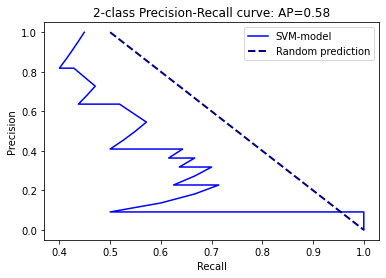 2-class Precision-Recall curve: AP=0.58
SVM-model
Random prediction
Precision
1.0
0.8
0.6
0.4
0.2
0.0
0.4 0.5 0.6 0.7 0.8 0.9 1.0
Recall